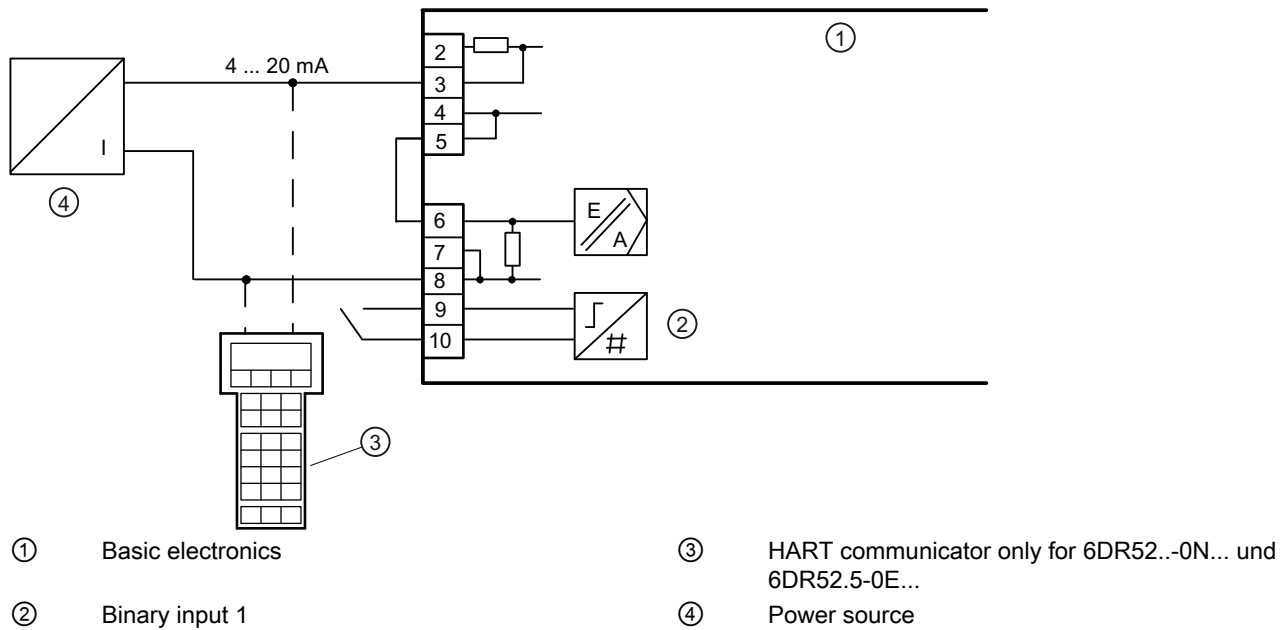 ①
2
4 ... 20 mA
3
4
5
I
④
6
E
A
7
8
9
②
10
#
③
① Basic electronics
③ HART communicator only for 6DR52..-0N... und
6DR52.5-0E...
② Binary input 1
④ Power source